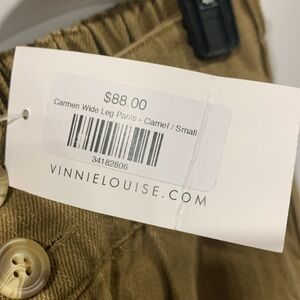 $88.00
Carmen Wide Leg Pants - Camel / Small
34182806
VINNIELOUISE.COM